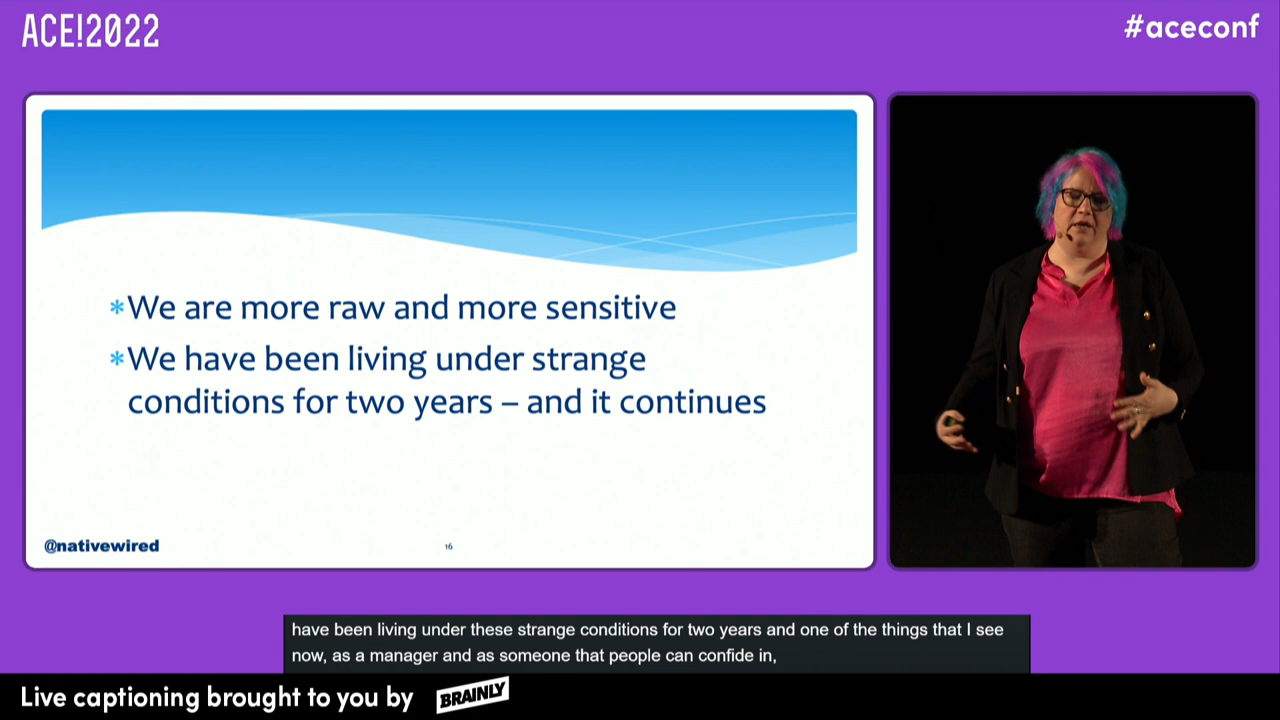 ACE!2022
#aceconf
*We are more raw and more sensitive
*We have been living under strange
conditions for two years – and it continues
@nativewired
16
have been living under these strange conditions for two years and one of the things that I see
now, as a manager and as someone that people can confide in,
Live captioning brought to you by BRAINLY